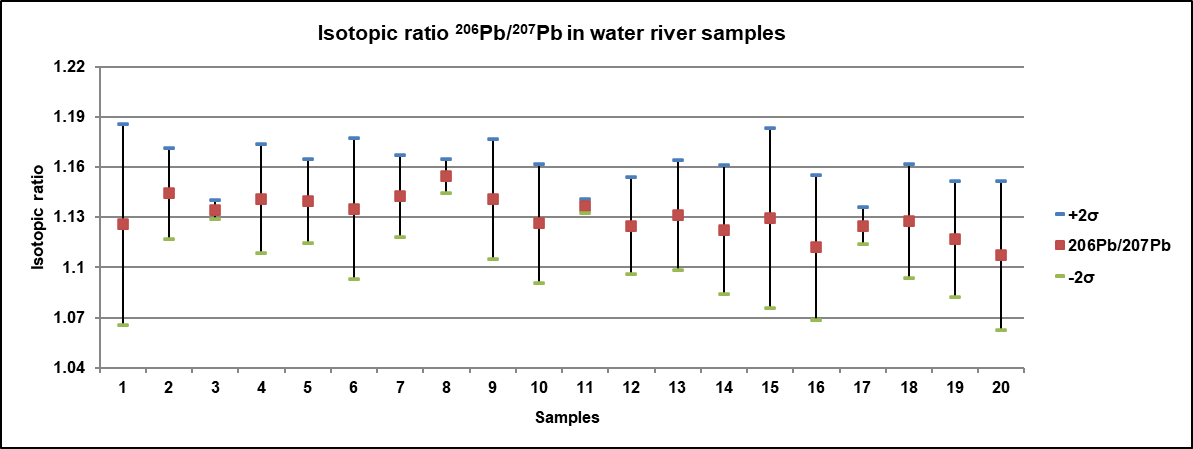 Isotopic ratio ²⁰⁶Pb/²⁰⁷Pb in water river samples
1.22
1.19
1.16
1.13
1.1
1.07
1.04
Isotopic ratio
1 2 3 4 5 6 7 8 9 10 11 12 13 14 15 16 17 18 19 20
Samples
+2σ
206Pb/207Pb
-2σ